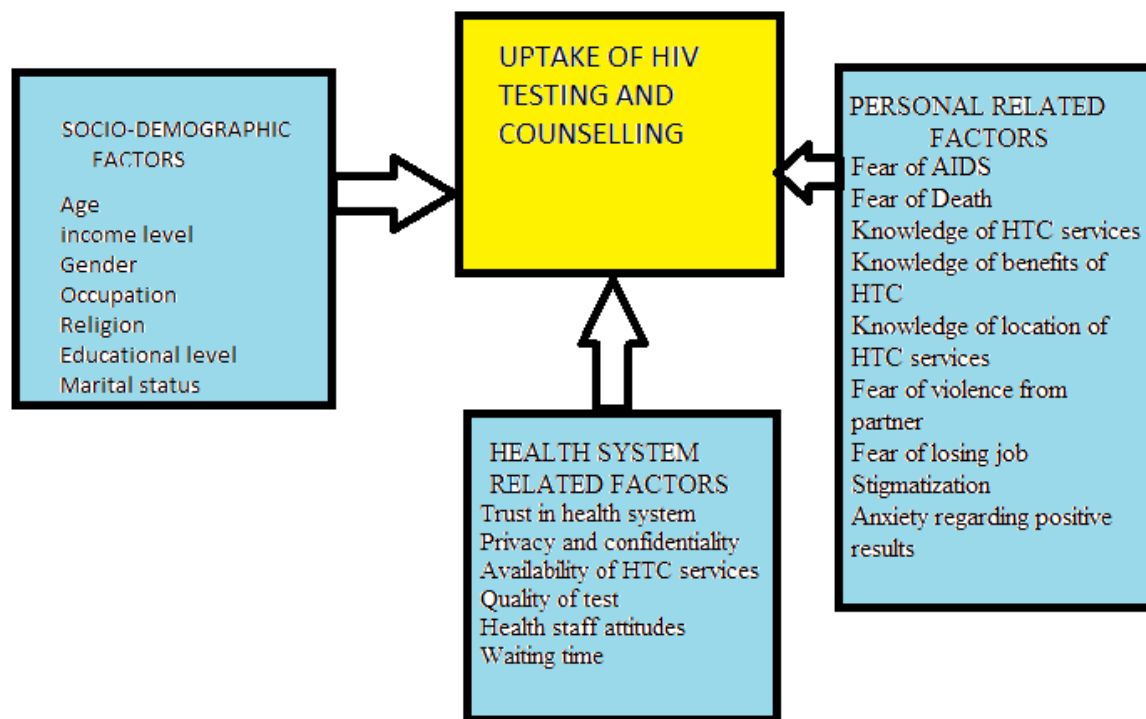 UPTAKE OF HIV
TESTING AND
COUNSELLING
SOCIO-DEMOGRAPHIC
FACTORS
Age
income level
Gender
Occupation
Religion
Educational level
Marital status
PERSONAL RELATED
FACTORS
Fear of AIDS
Fear of Death
Knowledge of HTC services
Knowledge of benefits of
HTC
Knowledge of location of
HTC services
Fear of violence from
partner
Fear of losing job
Stigmatization
Anxiety regarding positive
results
HEALTH SYSTEM
RELATED FACTORS
Trust in health system
Privacy and confidentiality
Availability of HTC services
Quality of test
Health staff attitudes
Waiting time